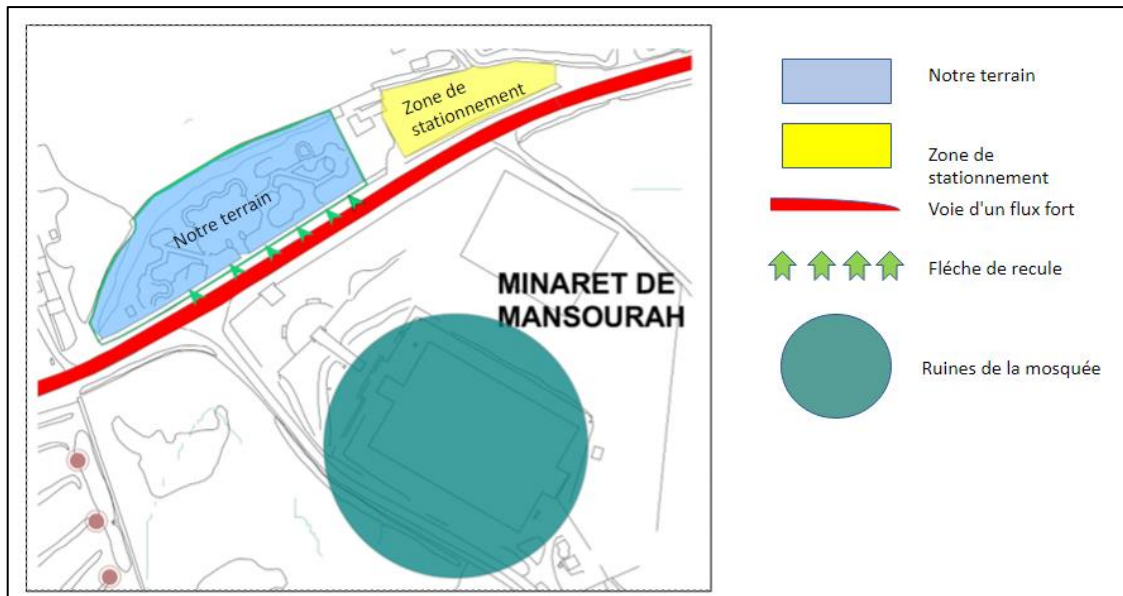 Zone de
stationnement
Notre terrain
MINARET DE
MANSOURAH
Notre terrain
Zone de
stationnement
Voie d'un flux fort
Fléche de recule
Ruines de la mosquée